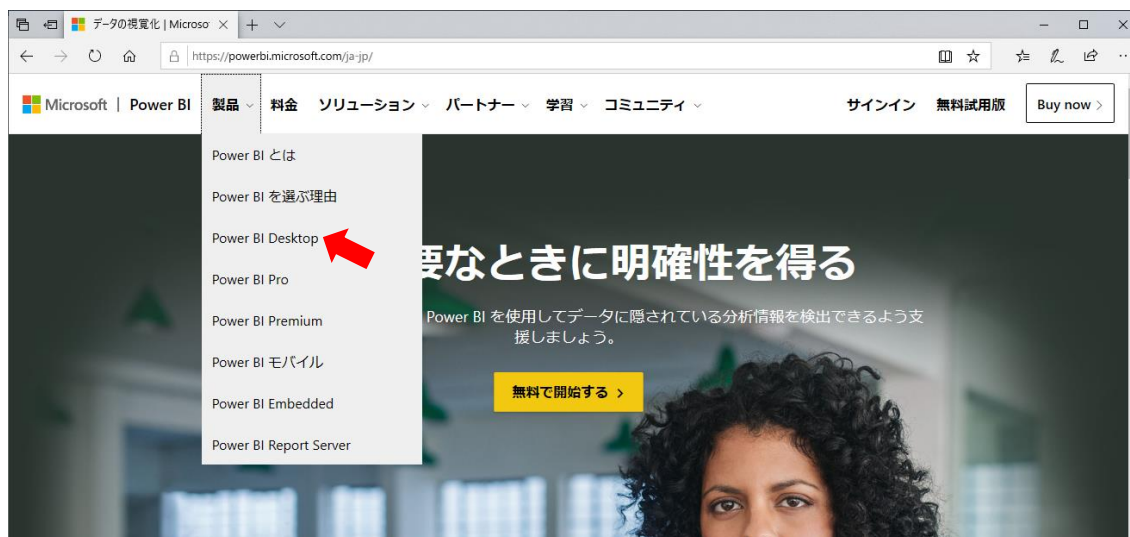 データの視覚化 | Microso
https://powerbi.microsoft.com/ja-jp/
Microsoft | Power BI 製品 料金 ソリューション パートナー 学習 コミュニティ サインイン 無料試用版 Buy now
Power BI とは
Power BI を選ぶ理由
Power BI Desktop
Power BI Pro
Power BI Premium
Power BI モバイル
Power BI Embedded
Power BI Report Server
なときに明確性を得る
Power BI を使用してデータに隠されている分析情報を検出できるよう支
援しましょう。
無料で開始する